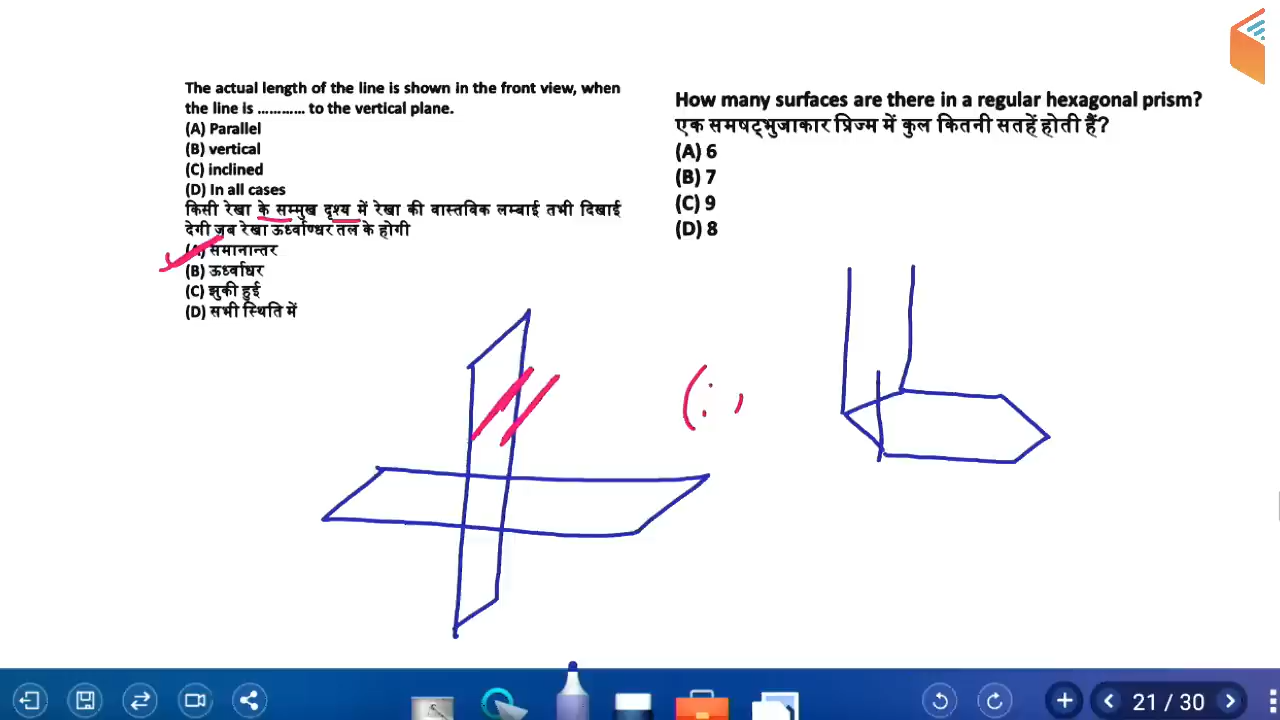 The actual length of the line is shown in the front view, when
the line is ............ to the vertical plane.
(A) Parallel
(B) vertical
(C) inclined
(D) In all cases
किसी रेखा के सम्मुख दृश्य में रेखा की वास्तविक लम्बाई तभी दिखाई
देगी जब रेखा ऊर्ध्वाण्धर तल के होगी
(A) समानान्तर
(B) ऊर्ध्वाधर
(C) झुकी हुई
(D) सभी स्थिति में
How many surfaces are there in a regular hexagonal prism?
एक समषट्भुजाकार प्रिज्म में कुल कितनी सतहें होती हैं?
(A) 6
(B) 7
(C) 9
(D) 8
21 / 30